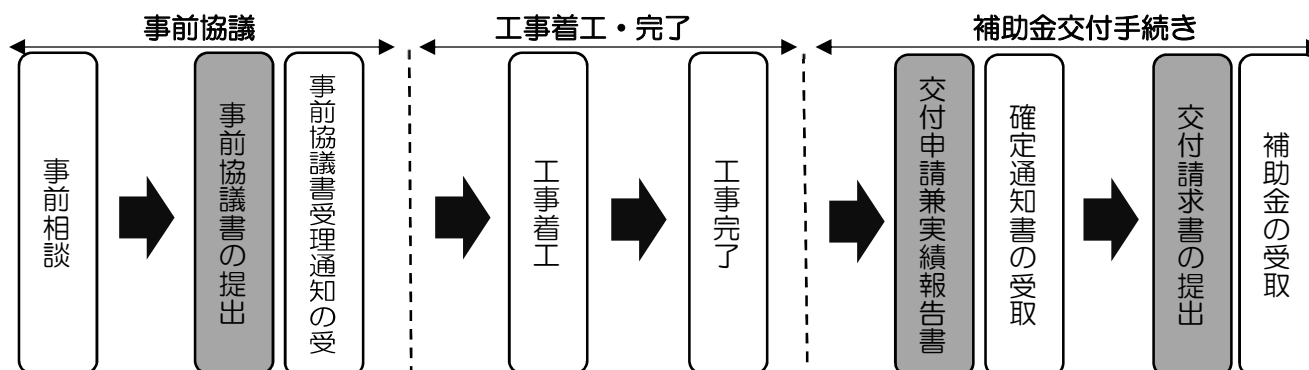 事前協議
工事着工・完了
補助金交付手続き
事前相談
事前協議書の提出
事前協議書受理通知の受
工事着工
工事完了
交付申請兼実績報告書
確定通知書の受取
交付請求書の提出
補助金の受取